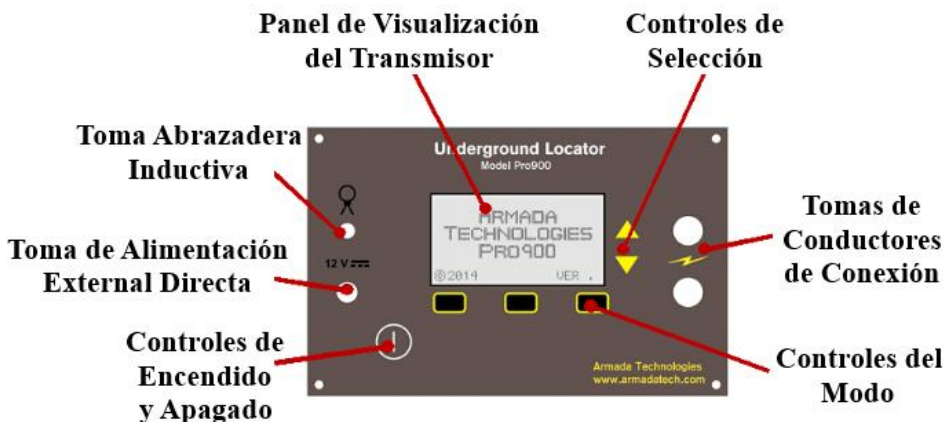 Panel de Visualización
del Transmisor
Controles de
Selección
Toma Abrazadera
Inductiva
Underground Locator
Model Pro900
ARMADA
TECHNOLOGIES
PRO900
©2014 VER .
Tomas de
Conductores
de Conexión
Toma de Alimentación
External Directa
12 V
Controles de
Encendido
y Apagado
Armada Technologies
www.armadatech.com
Controles del
Modo